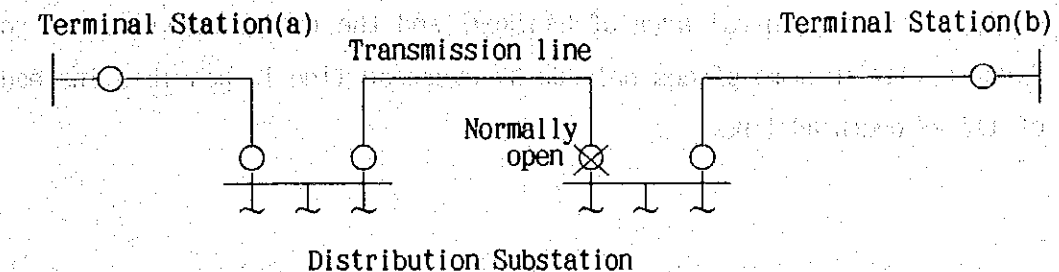 Terminal Station(a)
Terminal Station(b)
Transmission line
Normally
open
Distribution Substation